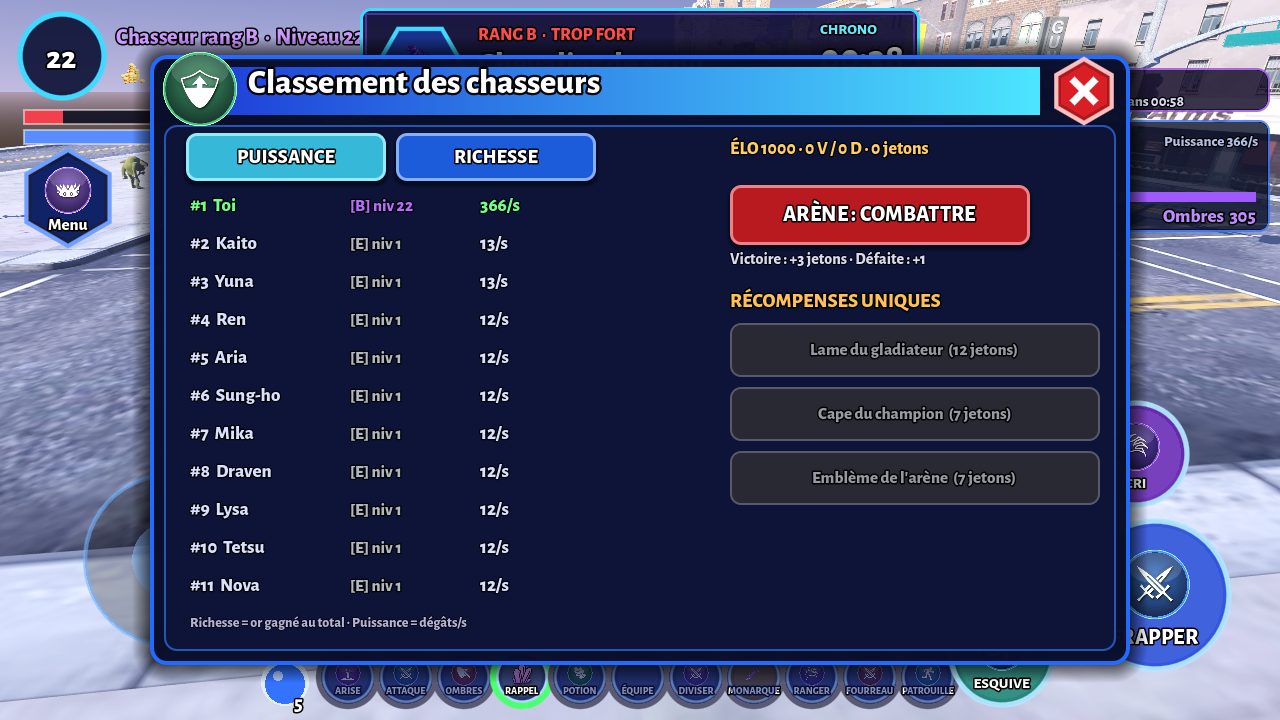 22
Chasseur rang B · Niveau 22
RANG B · TROP FORT
CHRONO
Classement des chasseurs
ans 00:58
PUISSANCE
RICHESSE
ÉLO 1000 · 0 V / 0 D · 0 jetons
Puissance 366/s
Ombres 305
Menu
#1 Toi [B] niv 22 366/s
#2 Kaito [E] niv 1 13/s
#3 Yuna [E] niv 1 13/s
#4 Ren [E] niv 1 12/s
#5 Aria [E] niv 1 12/s
#6 Sung-ho [E] niv 1 12/s
#7 Mika [E] niv 1 12/s
#8 Draven [E] niv 1 12/s
#9 Lysa [E] niv 1 12/s
#10 Tetsu [E] niv 1 12/s
#11 Nova [E] niv 1 12/s
Richesse = or gagné au total · Puissance = dégâts/s
ARÈNE : COMBATTRE
Victoire : +3 jetons · Défaite : +1
RÉCOMPENSES UNIQUES
Lame du gladiateur (12 jetons)
Cape du champion (7 jetons)
Emblème de l'arène (7 jetons)
CRI
RAPPER
5
ARISE
ATTAQUE
OMBRES
RAPPEL
POTION
ÉQUIPE
DIVISER
MONARQUE
RANGER
FOURREAU
PATROUILLE
ESQUIVE